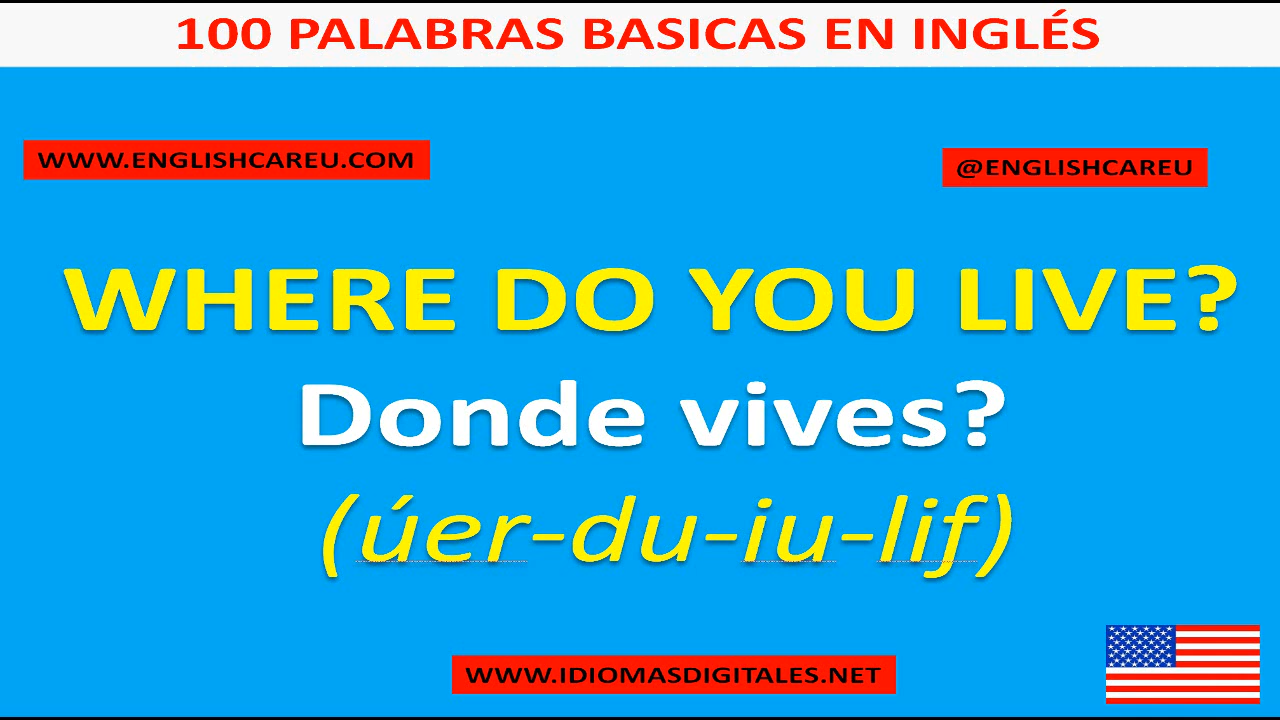 100 PALABRAS BASICAS EN INGLÉS
WWW.ENGLISHCAREU.COM
@ENGLISHCAREU
WHERE DO YOU LIVE?
Donde vives?
(úer-du-iu-lif)
WWW.IDIOMASDIGITALES.NET